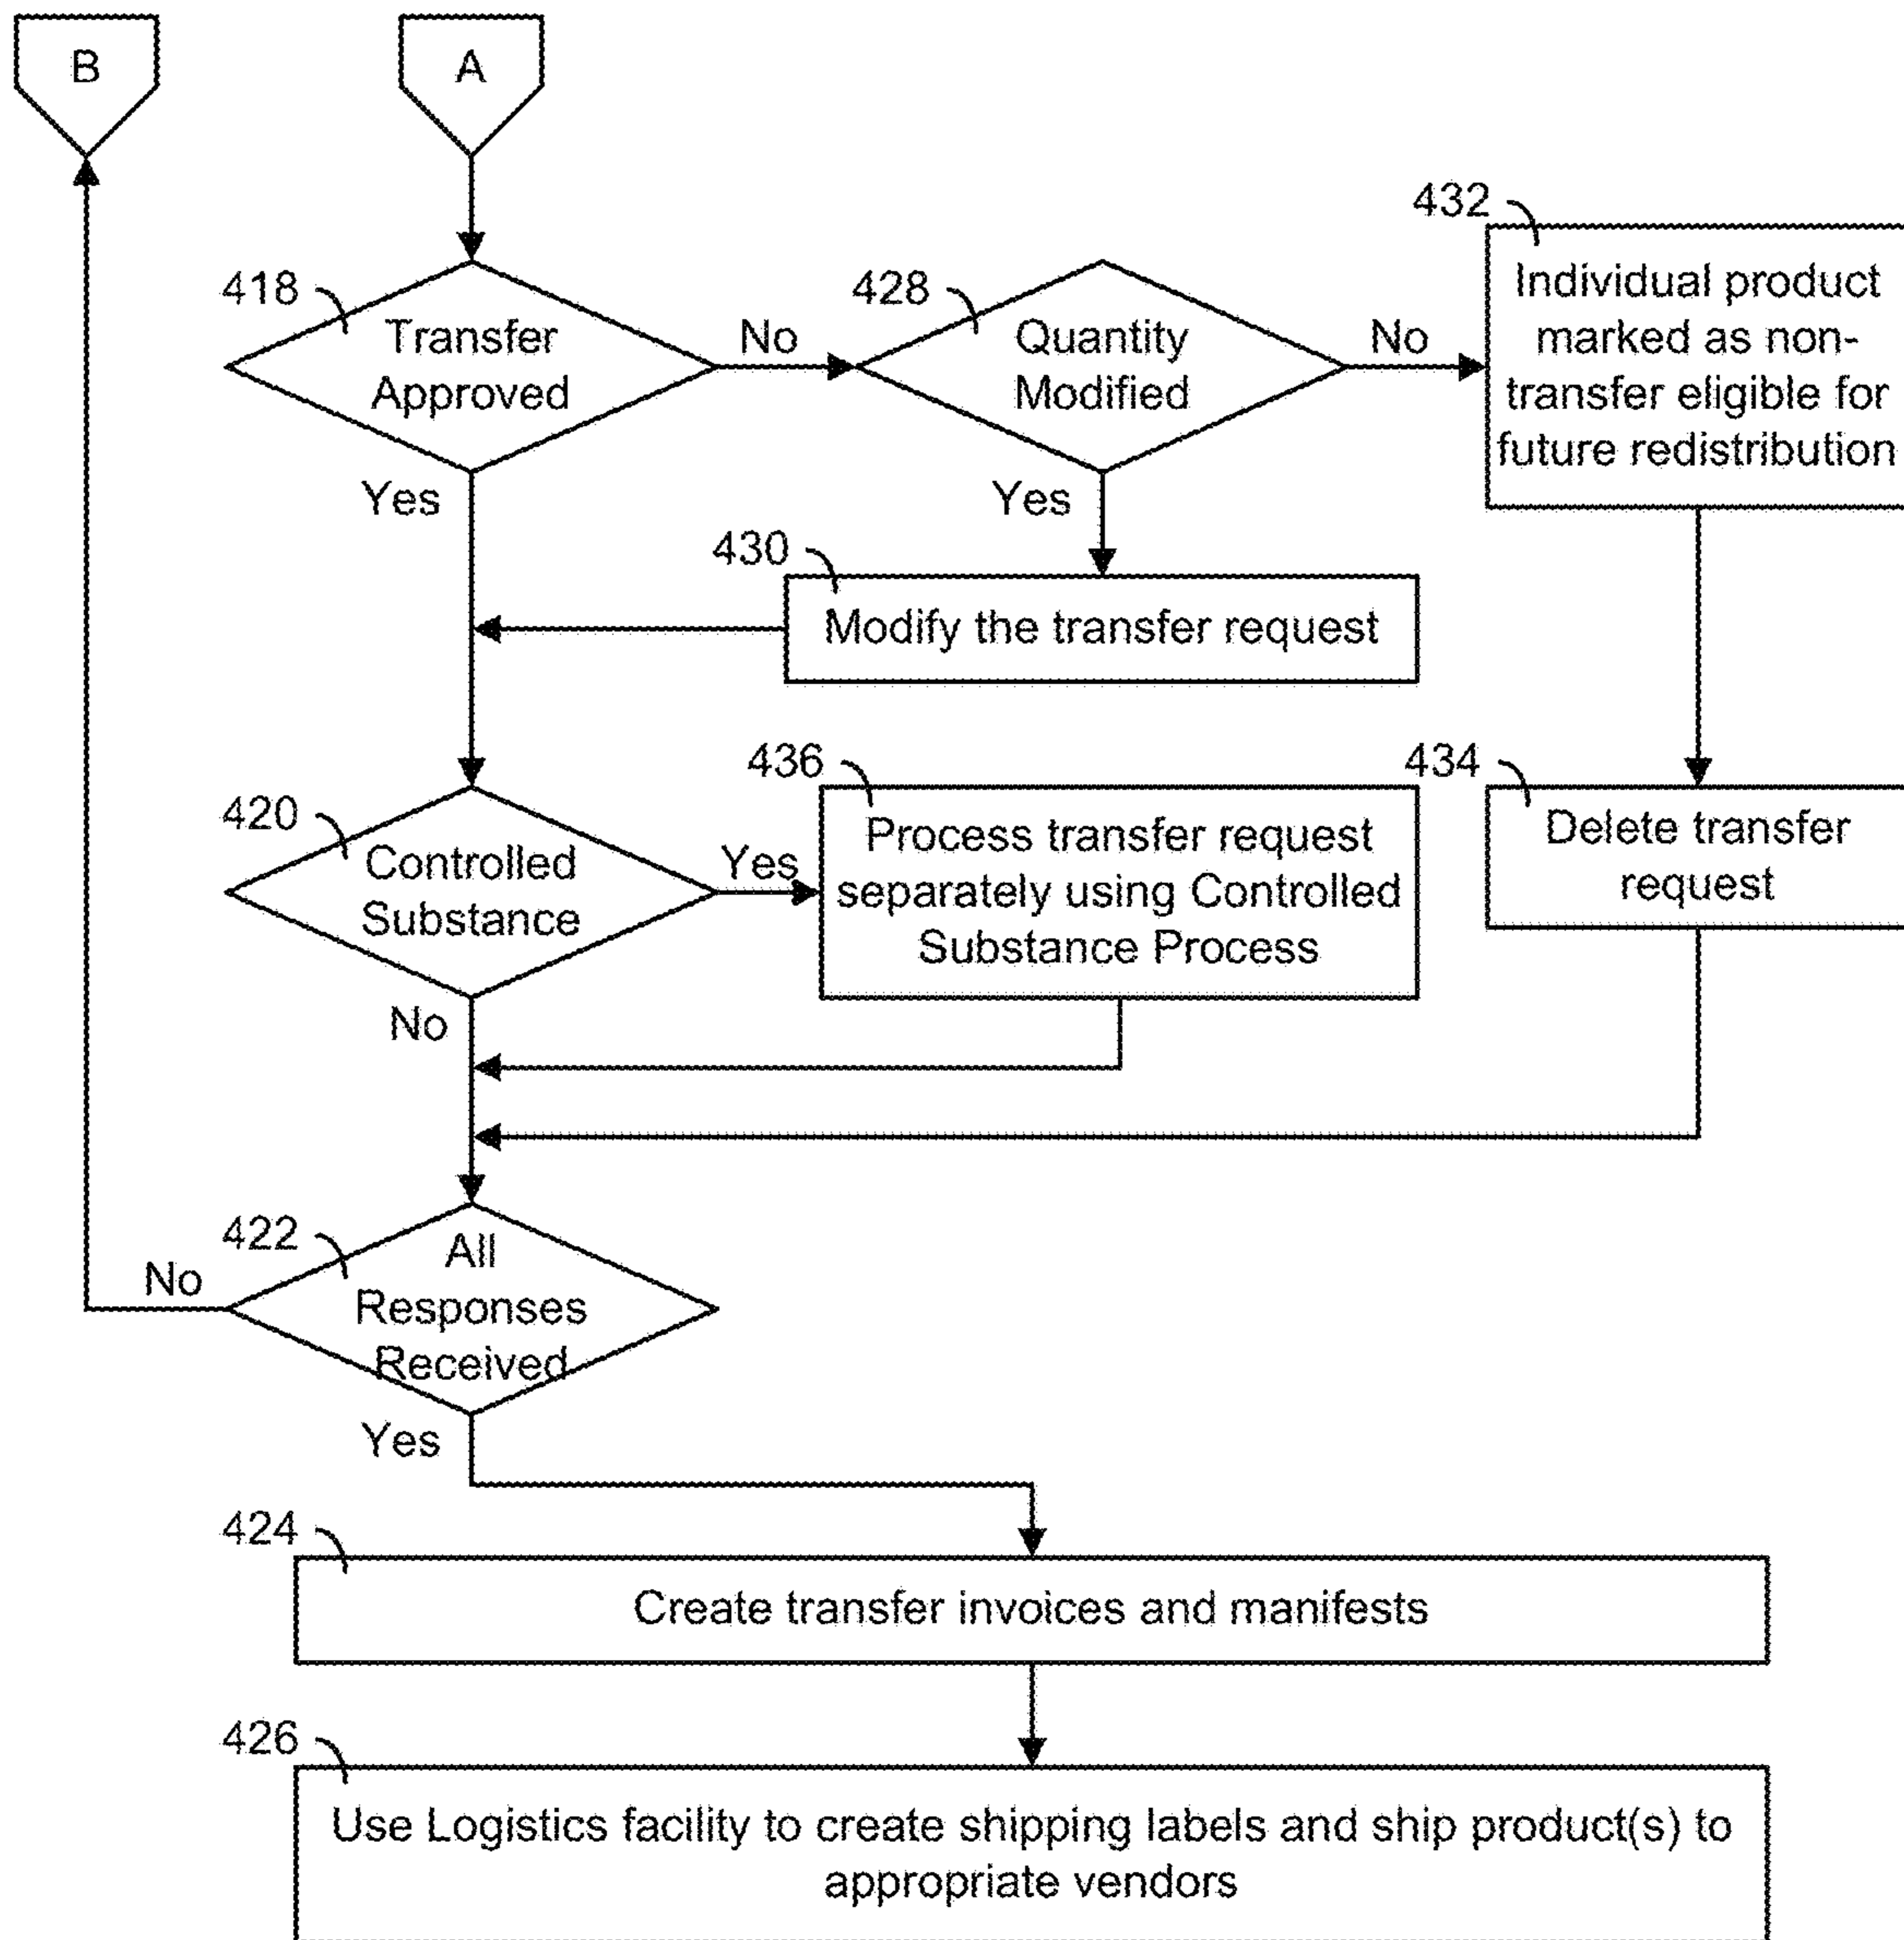 B
A
432
418
Transfer
Approved
No
428
Quantity
Modified
No
Individual product
marked as non-
transfer eligible for
future redistribution
Yes
Yes
430
Modify the transfer request
420
Controlled
Substance
Yes
436
Process transfer request
separately using Controlled
Substance Process
434
Delete transfer
request
No
422
All
Responses
Received
No
Yes
424
Create transfer invoices and manifests
426
Use Logistics facility to create shipping labels and ship product(s) to
appropriate vendors